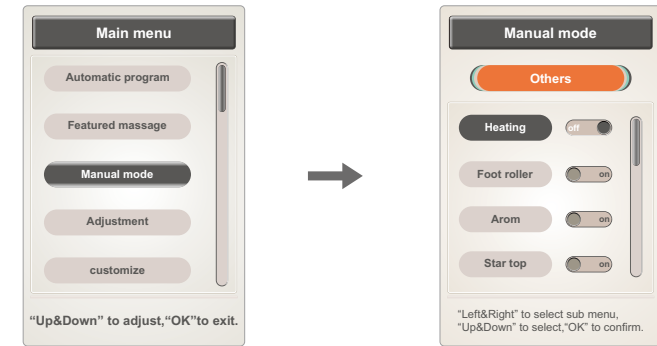 Main menu
Automatic program
Featured massage
Manual mode
Adjustment
customize
“Up&Down” to adjust,“OK”to exit.
Manual mode
Others
Heating off
Foot roller on
Arom on
Star top on
“Left&Right” to select sub menu,
“Up&Down” to select,“OK” to confirm.